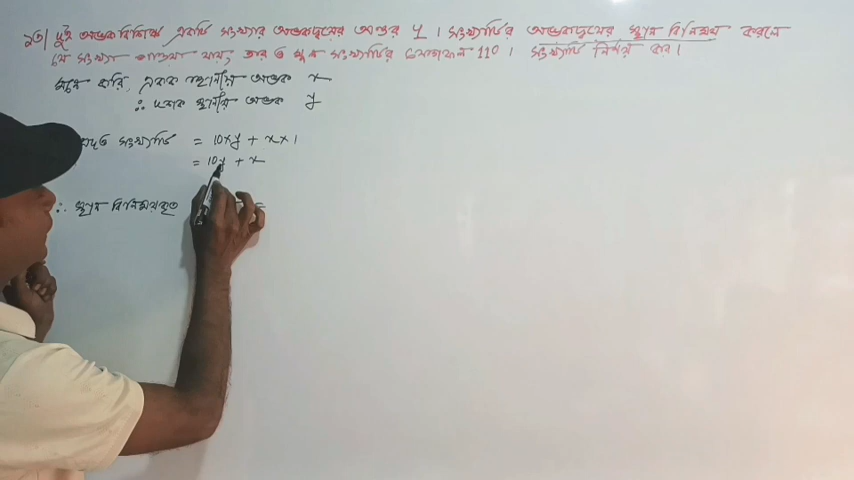 ১৩| দুই অঙ্কবিশিষ্ট একটি সংখ্যার অঙ্কদ্বয়ের অন্তর 4 । সংখ্যাটির অঙ্কদ্বয়ের স্থান বিনিময় করলে
যে সংখ্যা পাওয়া যায়, তার ও মূল সংখ্যাটির যোগফল 110 । সংখ্যাটি নির্ণয় কর।
মনে করি, একক স্থানীয় অঙ্ক x
∴ দশক স্থানীয় অঙ্ক y
সংখ্যাটি = 10×y + x×1
= 10y + x
∴ স্থান বিনিময়কৃত =